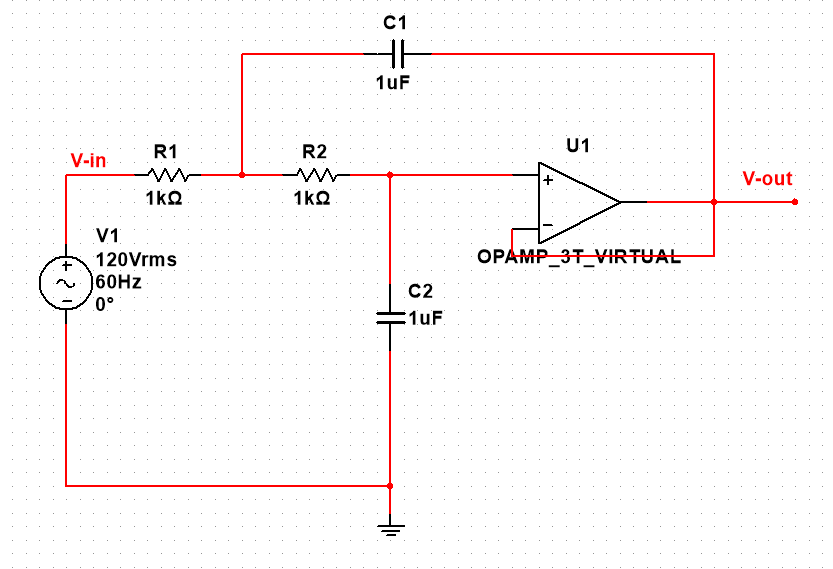 C1
1uF
V-in
R1
1kΩ
R2
1kΩ
U1
+
−
V-out
OPAMP_3T_VIRTUAL
V1
+
−
120Vrms
60Hz
0°
C2
1uF